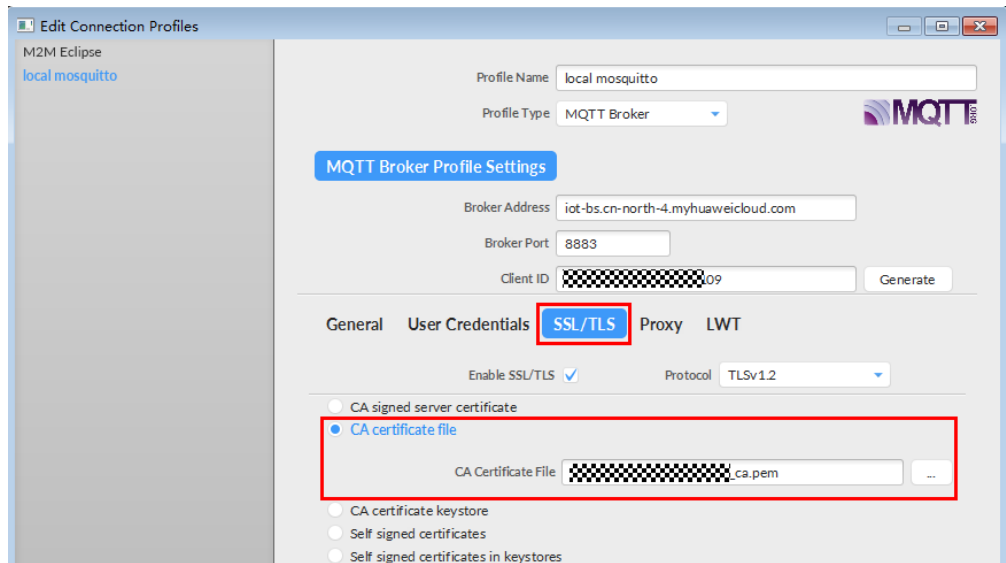 Edit Connection Profiles
M2M Eclipse
local mosquitto
Profile Name local mosquitto
Profile Type MQTT Broker
MQTT.ORG
MQTT Broker Profile Settings
Broker Address iot-bs.cn-north-4.myhuaweicloud.com
Broker Port 8883
Client ID 09 Generate
General User Credentials SSL/TLS Proxy LWT
Enable SSL/TLS Protocol TLSv1.2
CA signed server certificate
CA certificate file
CA Certificate File _ca.pem ...
CA certificate keystore
Self signed certificates
Self signed certificates in keystores